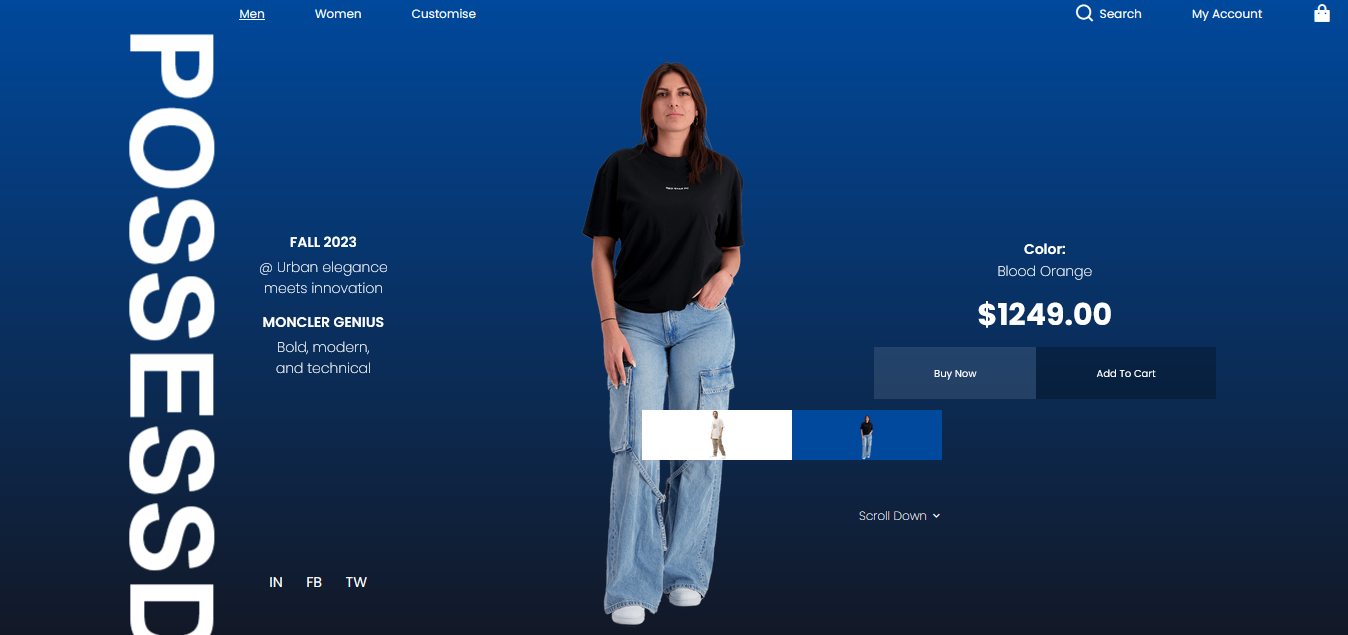 Men
Women
Customise
Search
My Account
POSSESSD
FALL 2023
@ Urban elegance
meets innovation
MONCLER GENIUS
Bold, modern,
and technical
Color:
Blood Orange
$1249.00
Buy Now
Add To Cart
Scroll Down
IN
FB
TW